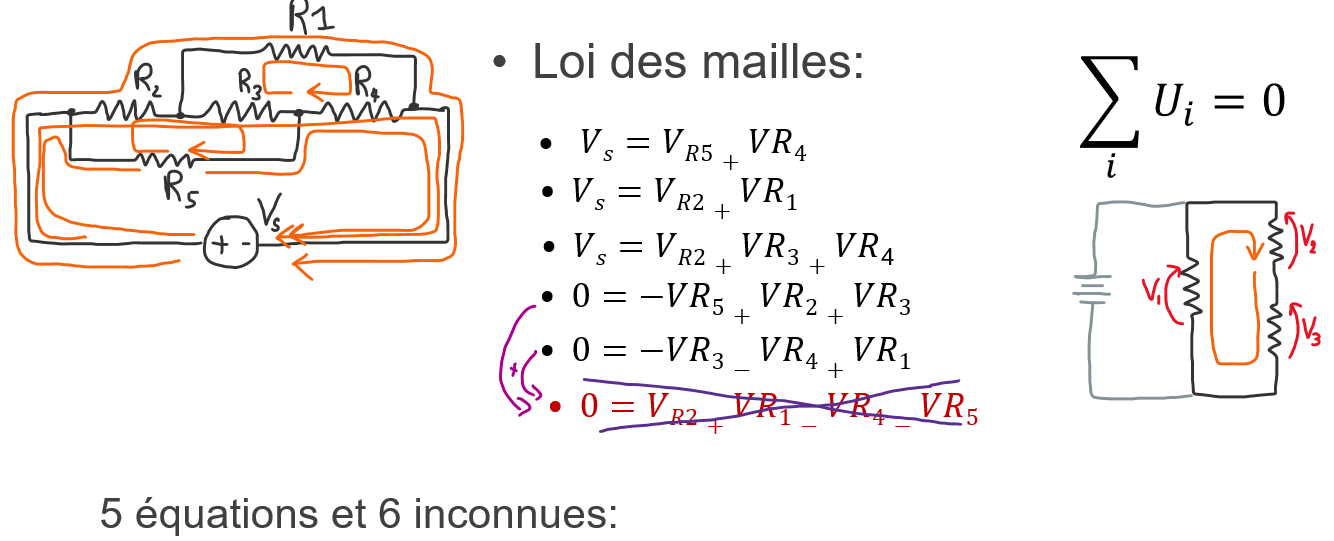 R1
R2
R3
R4
R5
Vs
+ -
• Loi des mailles:
• V_s = V_{R5} + VR_4
• V_s = V_{R2} + VR_1
• V_s = V_{R2} + VR_3 + VR_4
• 0 = −VR_5 + VR_2 + VR_3
• 0 = −VR_3 − VR_4 + VR_1
+
• 0 = V_{R2} + VR_1 − VR_4 − VR_5
∑_i U_i = 0
V1
V2
V3
5 équations et 6 inconnues: